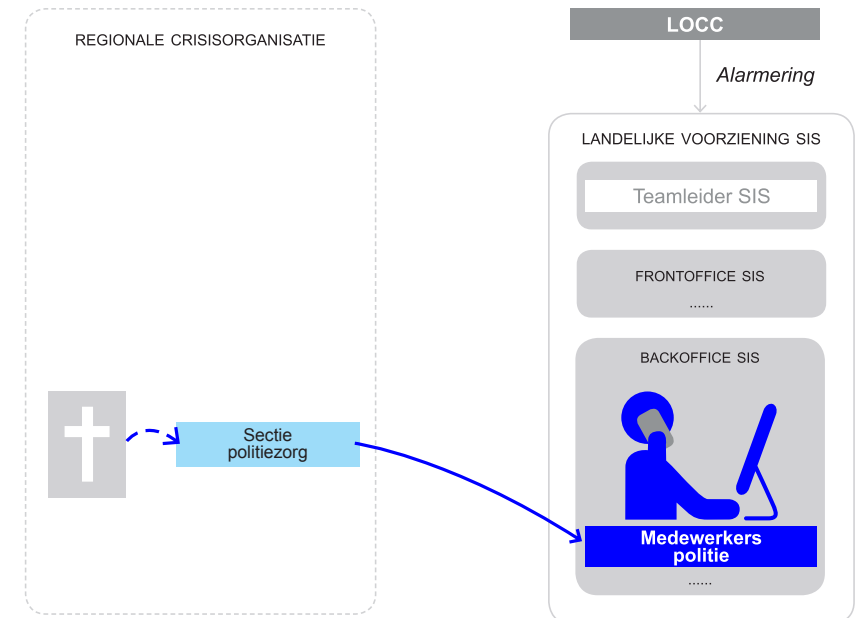 REGIONALE CRISISORGANISATIE
Sectie
politiezorg
LOCC
Alarmering
LANDELIJKE VOORZIENING SIS
Teamleider SIS
FRONTOFFICE SIS
......
BACKOFFICE SIS
Medewerkers
politie
......